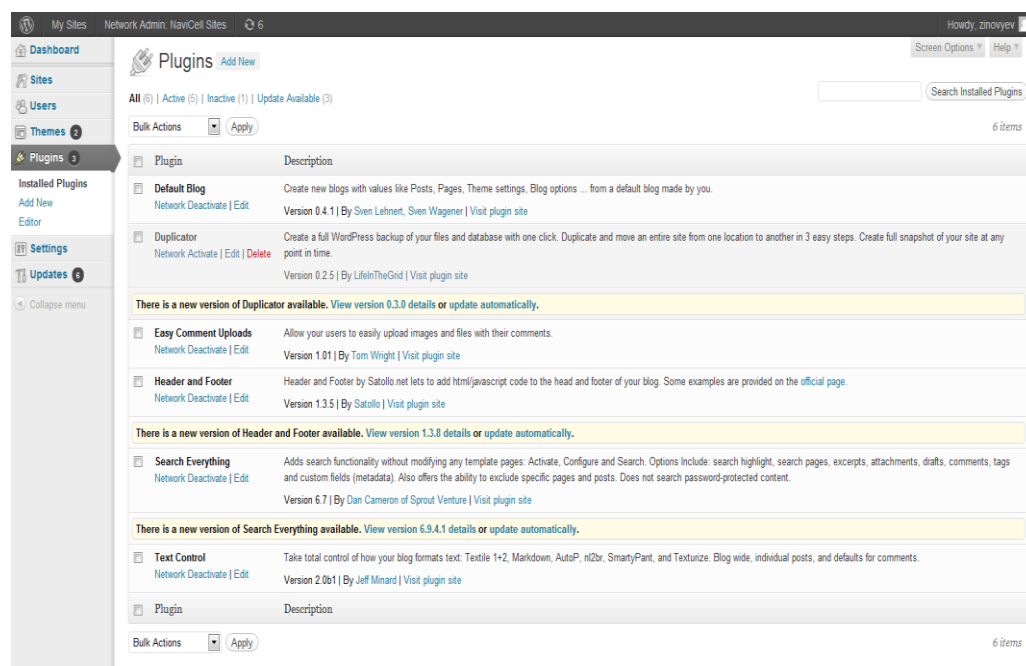 My Sites Network Admin: NaviCell Sites 6 Howdy, zinovyev
Dashboard
Sites
Users
Themes 2
Plugins 3
Installed Plugins
Add New
Editor
Settings
Updates 6
Collapse menu
Screen Options Help
Plugins Add New
All (6) | Active (5) | Inactive (1) | Update Available (3)
Search Installed Plugins
Bulk Actions Apply 6 items
Plugin Description
Default Blog Create new blogs with values like Posts, Pages, Theme settings, Blog options ... from a default blog made by you.
Network Deactivate | Edit Version 0.4.1 | By Sven Lehnert, Sven Wagener | Visit plugin site
Duplicator Create a full WordPress backup of your files and database with one click. Duplicate and move an entire site from one location to another in 3 easy steps. Create full snapshot of your site at any
Network Activate | Edit | Delete point in time.
Version 0.2.5 | By LifeInTheGrid | Visit plugin site
There is a new version of Duplicator available. View version 0.3.0 details or update automatically.
Easy Comment Uploads Allow your users to easily upload images and files with their comments.
Network Deactivate | Edit Version 1.01 | By Tom Wright | Visit plugin site
Header and Footer Header and Footer by Satollo.net lets to add html/javascript code to the head and footer of your blog. Some examples are provided on the official page.
Network Deactivate | Edit Version 1.3.5 | By Satollo | Visit plugin site
There is a new version of Header and Footer available. View version 1.3.8 details or update automatically.
Search Everything Adds search functionality without modifying any template pages: Activate, Configure and Search. Options Include: search highlight, search pages, excerpts, attachments, drafts, comments, tags
Network Deactivate | Edit and custom fields (metadata). Also offers the ability to exclude specific pages and posts. Does not search password-protected content.
Version 6.7 | By Dan Cameron of Sprout Venture | Visit plugin site
There is a new version of Search Everything available. View version 6.9.4.1 details or update automatically.
Text Control Take total control of how your blog formats text: Textile 1+2, Markdown, AutoP, nl2br, SmartyPant, and Texturize. Blog wide, individual posts, and defaults for comments.
Network Deactivate | Edit Version 2.0b1 | By Jeff Minard | Visit plugin site
Plugin Description
Bulk Actions Apply 6 items